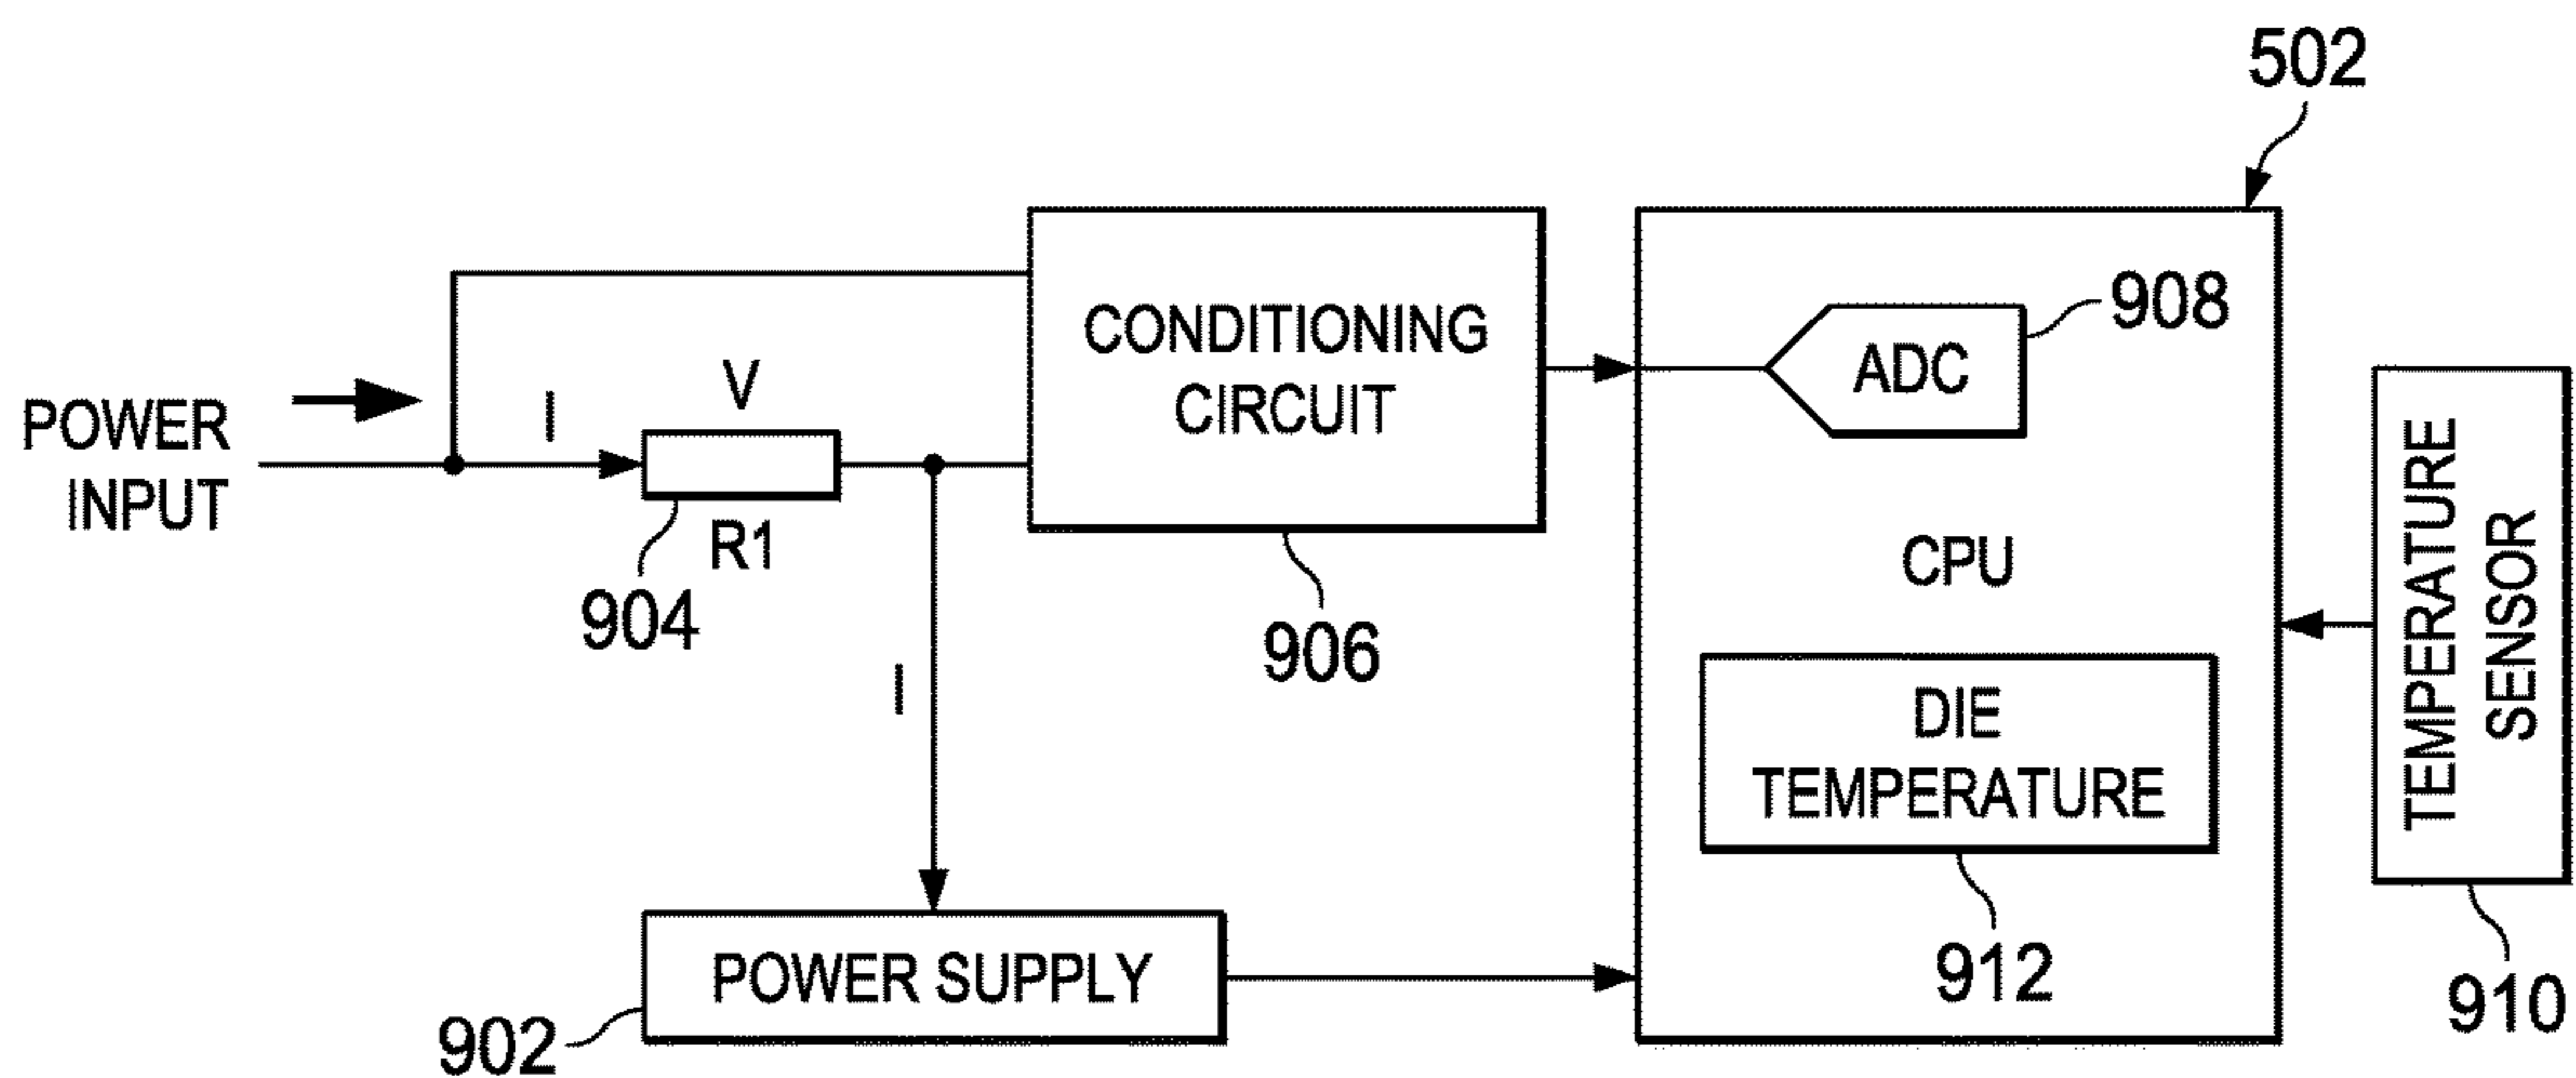 502
908
CONDITIONING
CIRCUIT
ADC
V
I
POWER
INPUT
R1
904
906
CPU
TEMPERATURE
SENSOR
I
DIE
TEMPERATURE
POWER SUPPLY
902
912
910